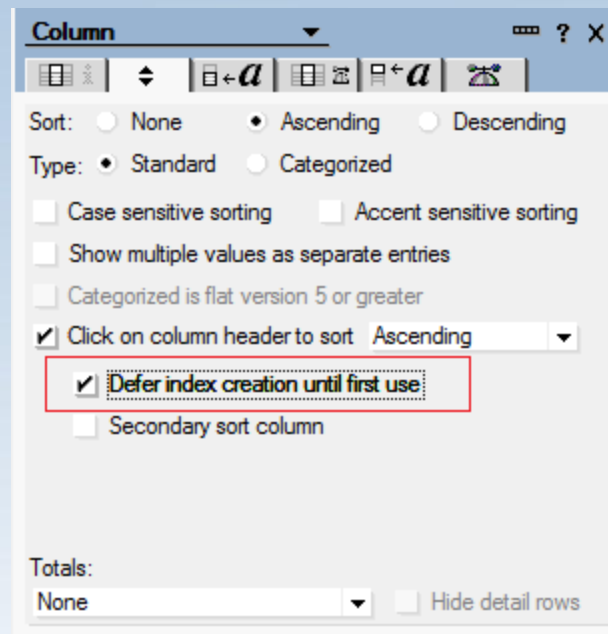 Column ? X
i a a
Sort: None Ascending Descending
Type: Standard Categorized
Case sensitive sorting Accent sensitive sorting
Show multiple values as separate entries
Categorized is flat version 5 or greater
Click on column header to sort Ascending
Defer index creation until first use
Secondary sort column
Totals:
None Hide detail rows